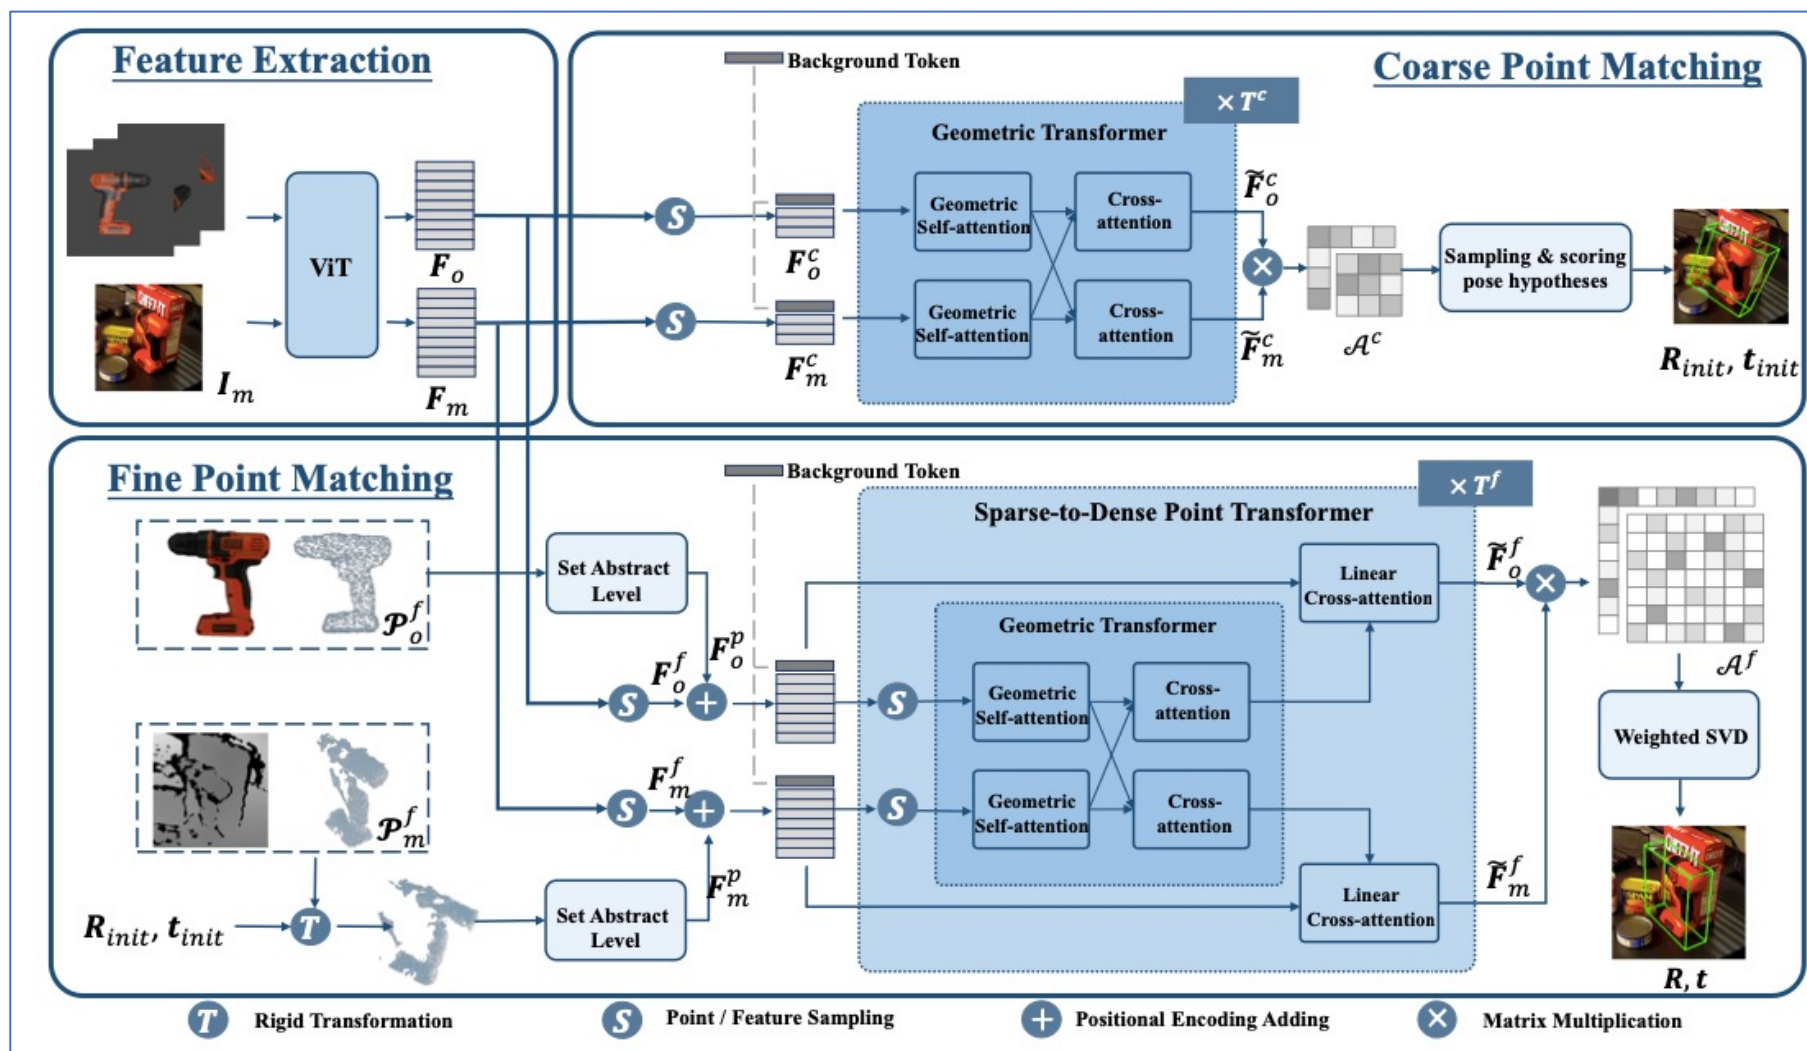 Feature Extraction
ViT
F_o
F_m
I_m
Coarse Point Matching
Background Token
× T^c
Geometric Transformer
Geometric
Self-attention
Cross-
attention
Geometric
Self-attention
Cross-
attention
S
S
F_o^c
F_m^c
F̃_o^c
F̃_m^c
×
𝒜^c
Sampling & scoring
pose hypotheses
R_init, t_init
Fine Point Matching
𝒫_o^f
𝒫_m^f
R_init, t_init
T
Set Abstract
Level
Set Abstract
Level
F_o^p
F_o^f
S
+
F_m^f
S
+
F_m^p
Background Token
× T^f
Sparse-to-Dense Point Transformer
S
S
Geometric Transformer
Geometric
Self-attention
Cross-
attention
Geometric
Self-attention
Cross-
attention
Linear
Cross-attention
Linear
Cross-attention
F̃_o^f
F̃_m^f
×
𝒜^f
Weighted SVD
R, t
T Rigid Transformation
S Point / Feature Sampling
+ Positional Encoding Adding
× Matrix Multiplication